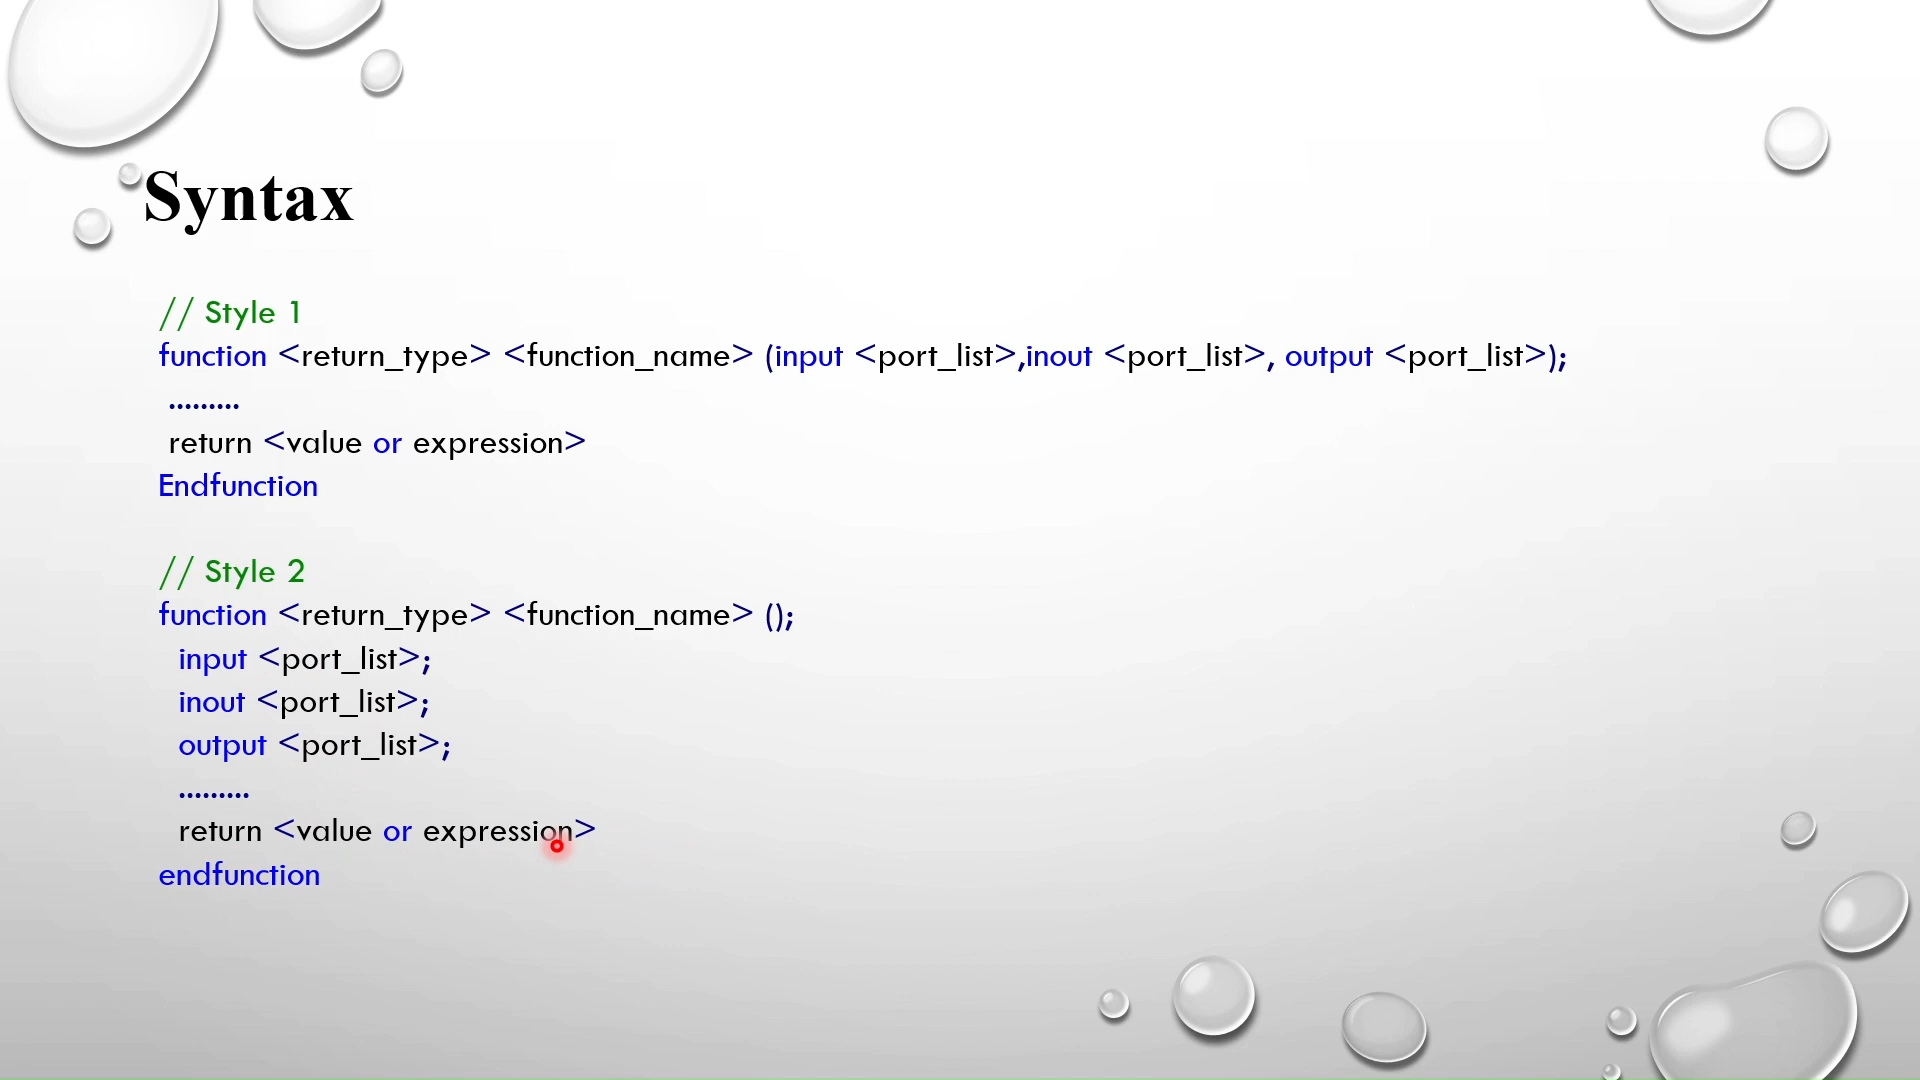 Syntax
// Style 1
function <return_type> <function_name> (input <port_list>,inout <port_list>, output <port_list>);
.........
return <value or expression>
Endfunction
// Style 2
function <return_type> <function_name> ();
input <port_list>;
inout <port_list>;
output <port_list>;
.........
return <value or expression>
endfunction